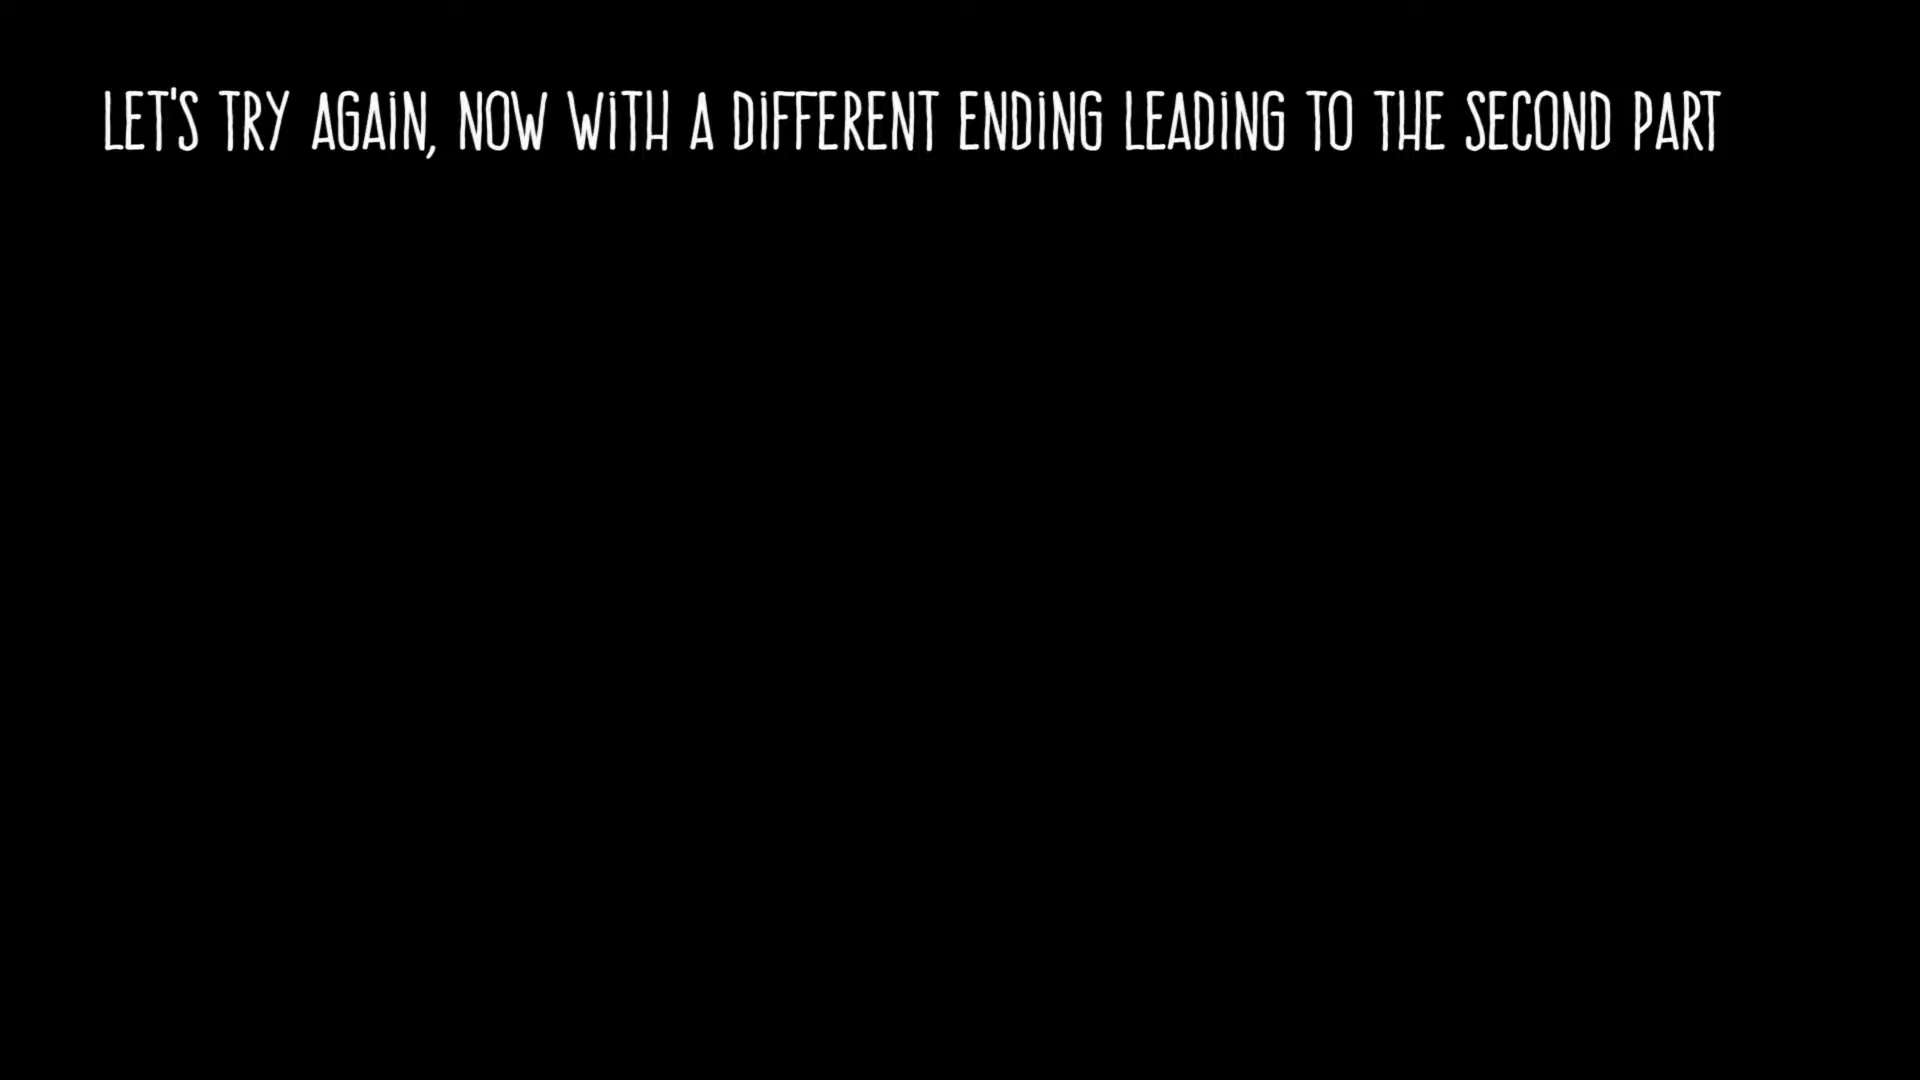 LET'S TRY AGAIN, NOW WITH A DIFFERENT ENDING LEADING TO THE SECOND PART